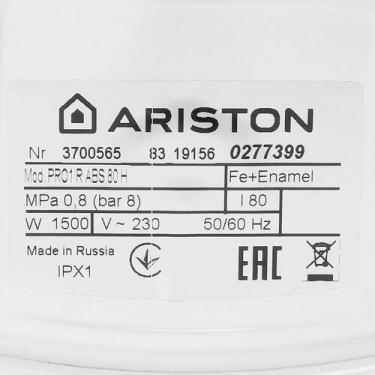 ARISTON
Nr 3700565 83 19156 0277399
Mod. PRO1 R ABS 80 H Fe+Enamel
MPa 0,8 (bar 8) l 80
W 1500 V ~ 230 50/60 Hz
Made in Russia
IPX1
EAC